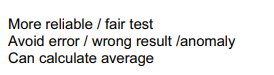 More reliable / fair test
Avoid error / wrong result /anomaly
Can calculate average